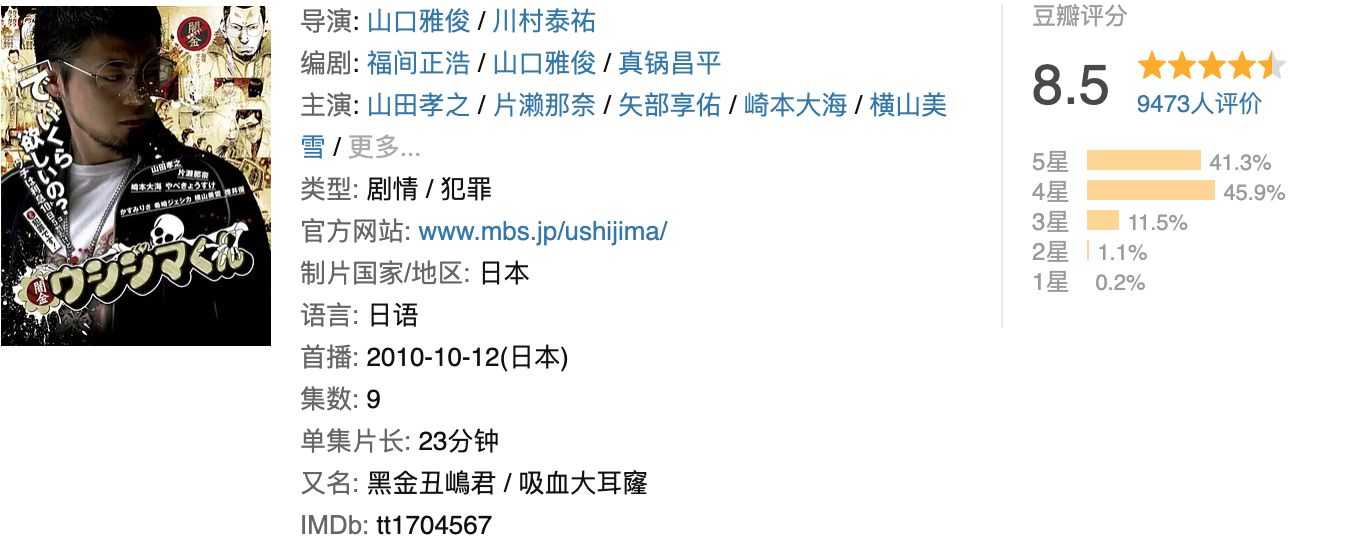 闇金
で、いくら
欲しいの?
山田孝之
片瀬那奈
崎本大海 やべきょうすけ
闇金
ウシジマくん
导演: 山口雅俊 / 川村泰祐
编剧: 福间正浩 / 山口雅俊 / 真锅昌平
主演: 山田孝之 / 片濑那奈 / 矢部享佑 / 崎本大海 / 横山美
雪 / 更多...
类型: 剧情 / 犯罪
官方网站: www.mbs.jp/ushijima/
制片国家/地区: 日本
语言: 日语
首播: 2010-10-12(日本)
集数: 9
单集片长: 23分钟
又名: 黑金丑嶋君 / 吸血大耳窿
IMDb: tt1704567
豆瓣评分
8.5
9473人评价
5星 41.3%
4星 45.9%
3星 11.5%
2星 1.1%
1星 0.2%